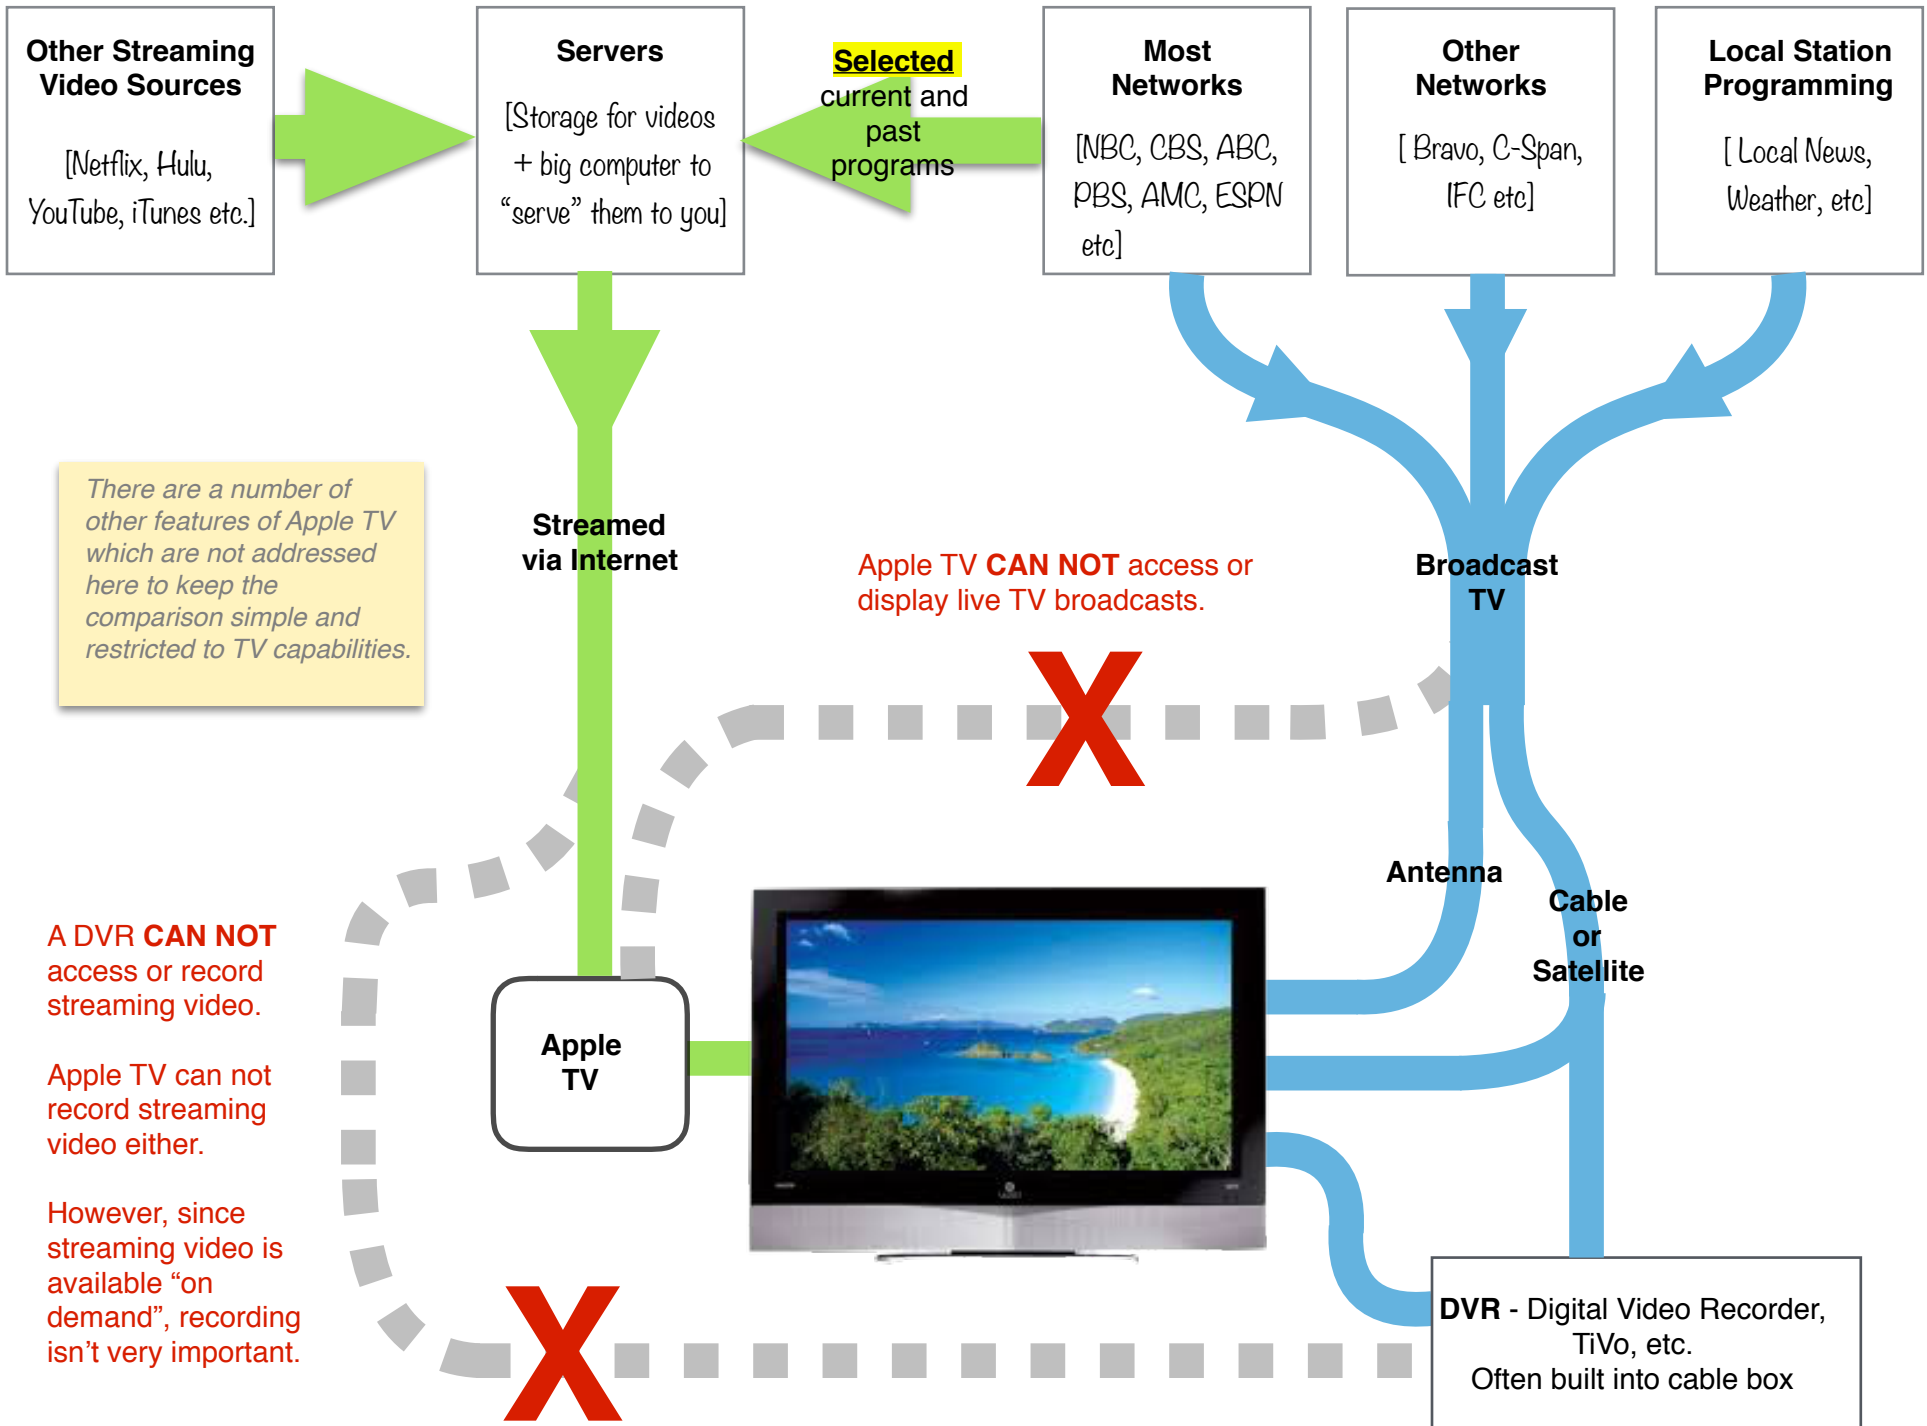 Other Streaming
Video Sources
[Netflix, Hulu,
YouTube, iTunes etc.]
Servers
[Storage for videos
+ big computer to
“serve” them to you]
Selected
current and
past
programs
Most
Networks
[NBC, CBS, ABC,
PBS, AMC, ESPN
etc]
Other
Networks
[ Bravo, C-Span,
IFC etc]
Local Station
Programming
[ Local News,
Weather, etc]
There are a number of
other features of Apple TV
which are not addressed
here to keep the
comparison simple and
restricted to TV capabilities.
Streamed
via Internet
Apple TV CAN NOT access or
display live TV broadcasts.
X
Broadcast
TV
Antenna
Cable
or
Satellite
A DVR CAN NOT
access or record
streaming video.
Apple TV can not
record streaming
video either.
However, since
streaming video is
available “on
demand”, recording
isn’t very important.
Apple
TV
X
DVR - Digital Video Recorder,
TiVo, etc.
Often built into cable box